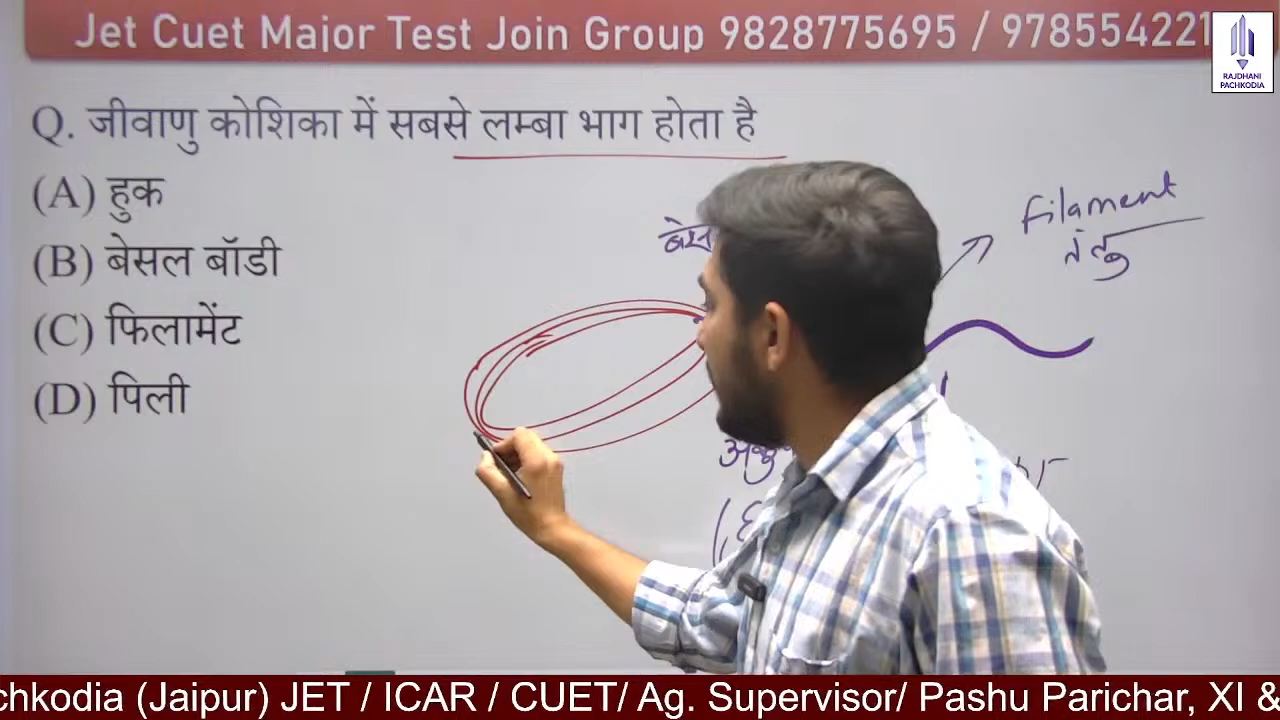 Jet Cuet Major Test Join Group 9828775695 / 978554221
RAJDHANI
PACHKODIA
Q. जीवाणु कोशिका में सबसे लम्बा भाग होता है
(A) हुक
(B) बेसल बॉडी
(C) फिलामेंट
(D) पिली
Filament
तंतु
chkodia (Jaipur) JET / ICAR / CUET/ Ag. Supervisor/ Pashu Parichar, XI &